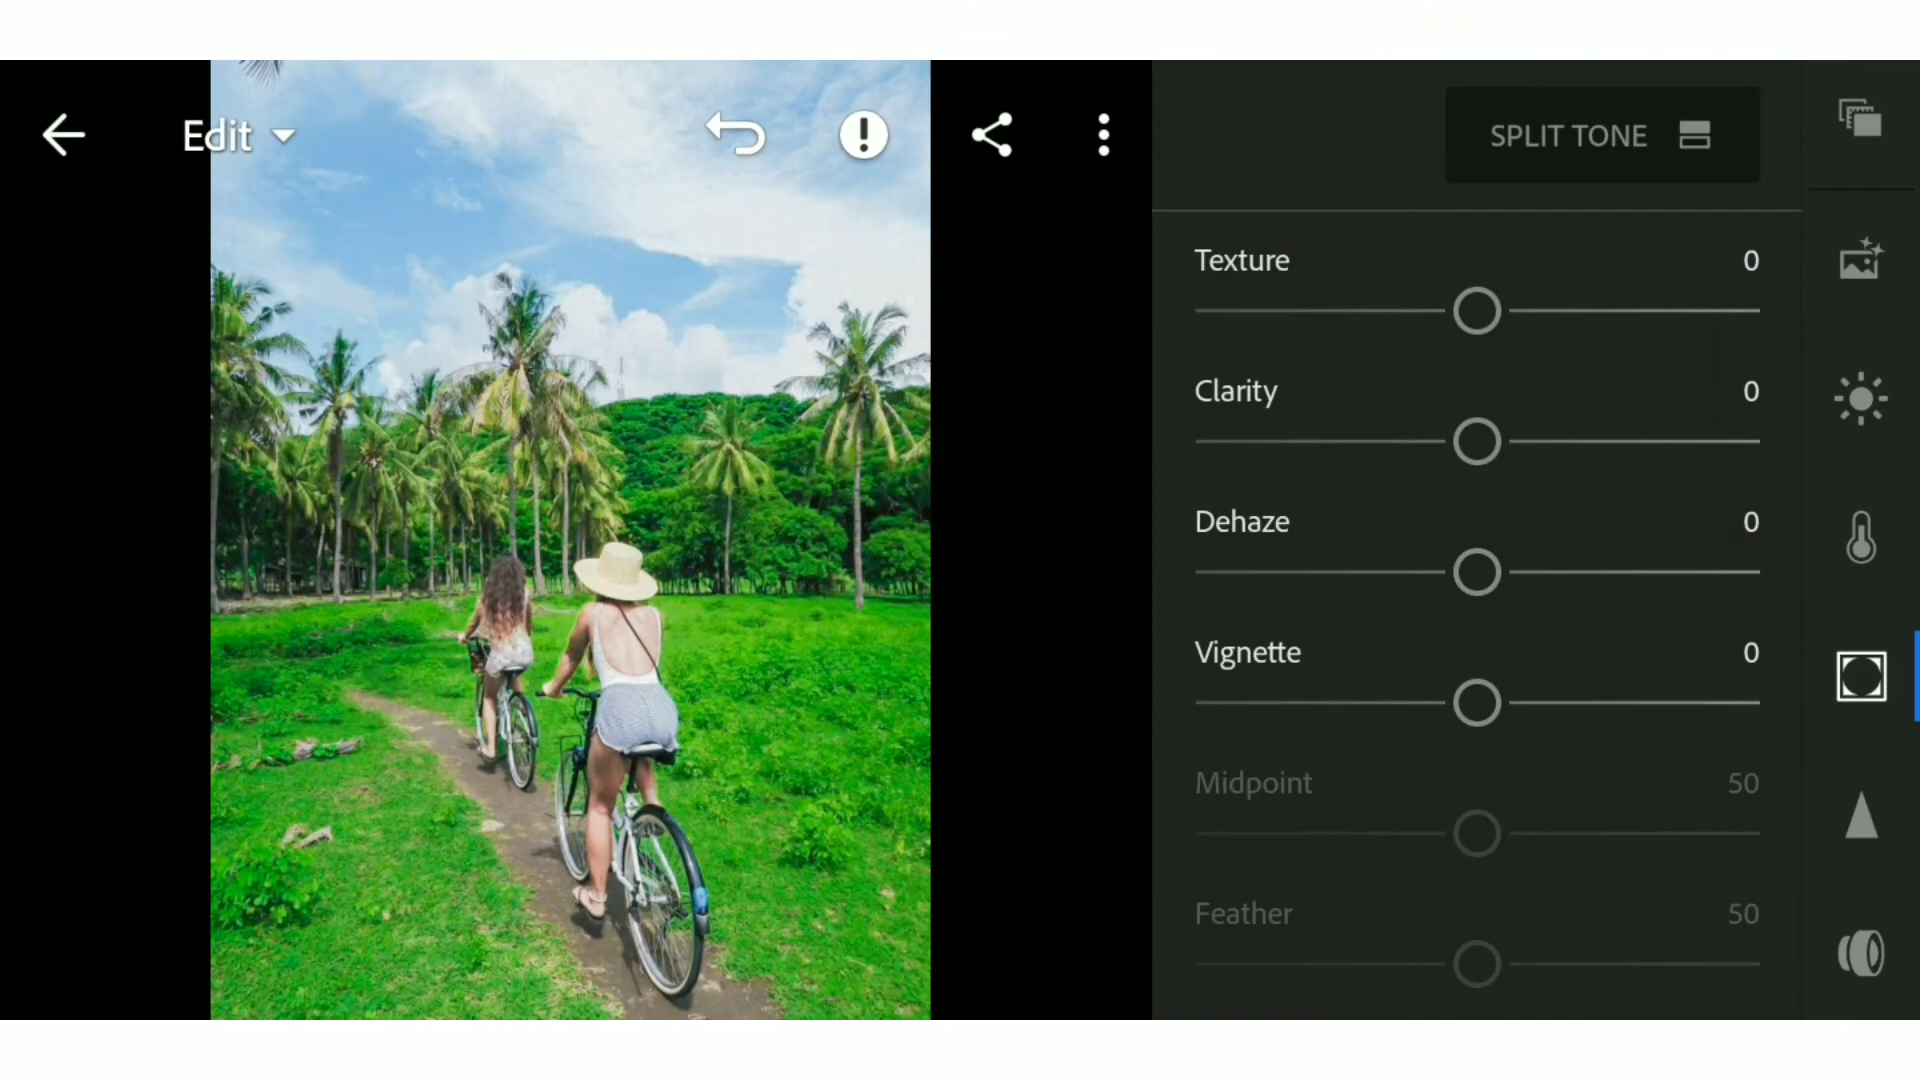 Edit
SPLIT TONE
Texture 0
Clarity 0
Dehaze 0
Vignette 0
Midpoint 50
Feather 50